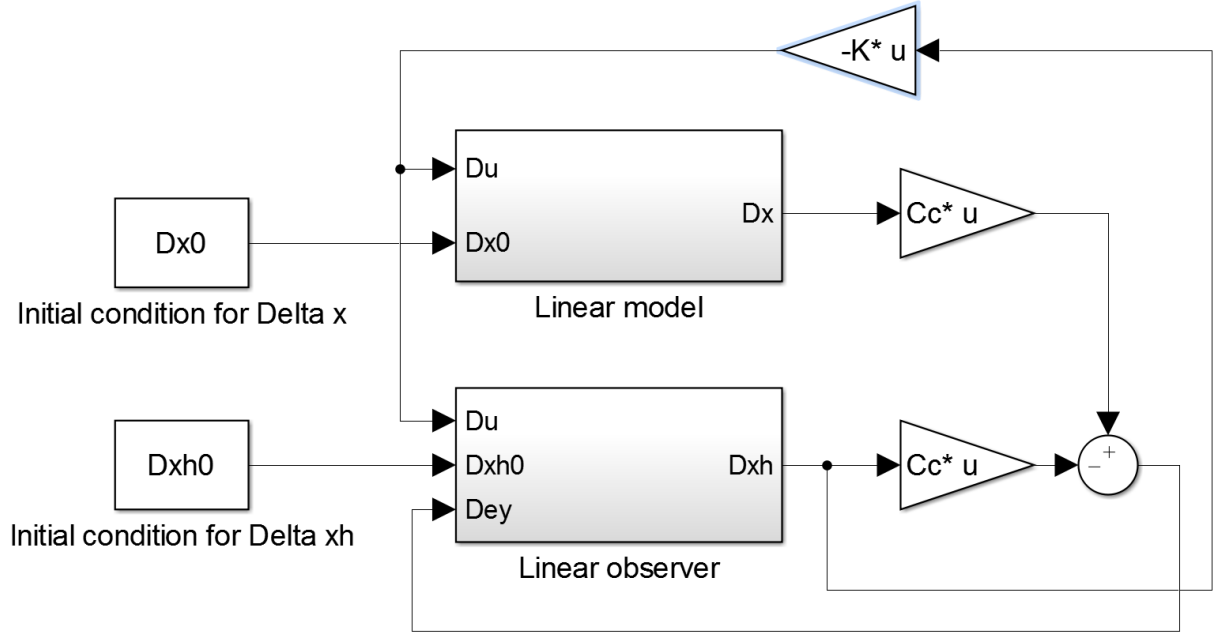 -K* u
Du
Dx0
Dx
Cc* u
Dx0
Linear model
Initial condition for Delta x
Du
Dxh0
Dey
Dxh
Cc* u
+
−
Dxh0
Linear observer
Initial condition for Delta xh